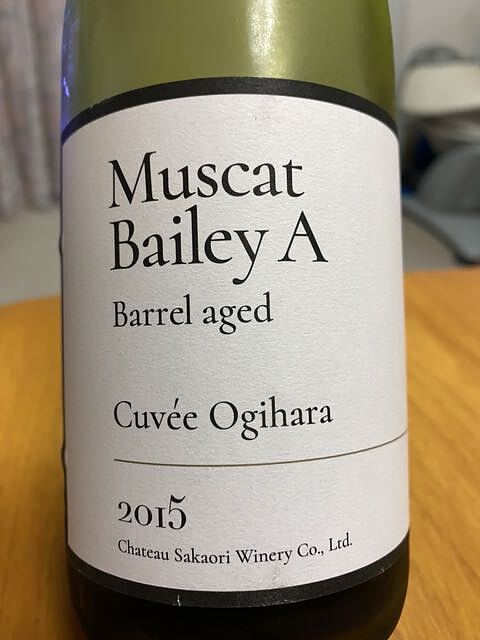 Muscat
Bailey A
Barrel aged
Cuvée Ogihara
2015
Chateau Sakaori Winery Co., Ltd.